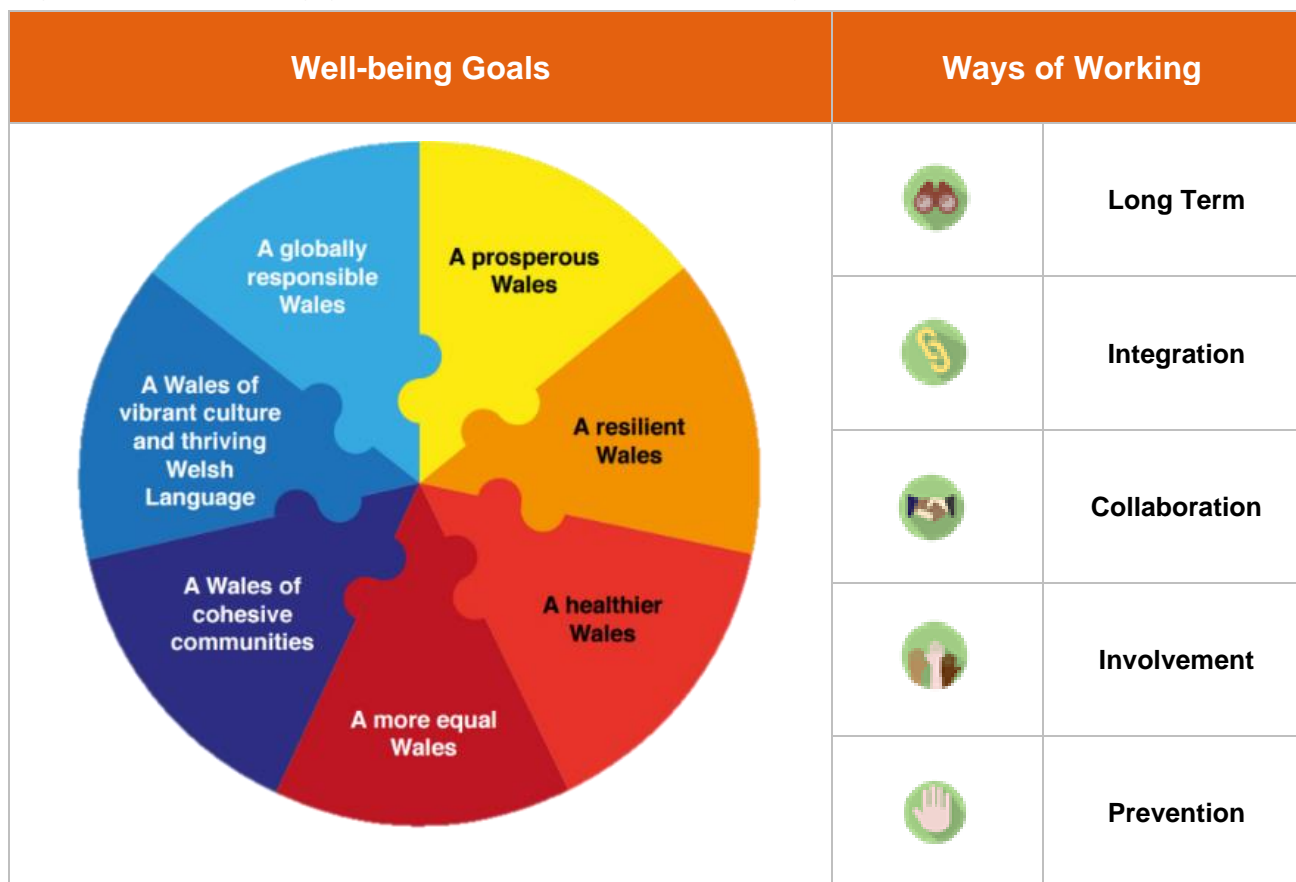 Well-being Goals
Ways of Working
A globally
responsible
Wales
A prosperous
Wales
A resilient
Wales
A healthier
Wales
A more equal
Wales
A Wales of
cohesive
communities
A Wales of
vibrant culture
and thriving
Welsh
Language
Long Term
Integration
Collaboration
Involvement
Prevention